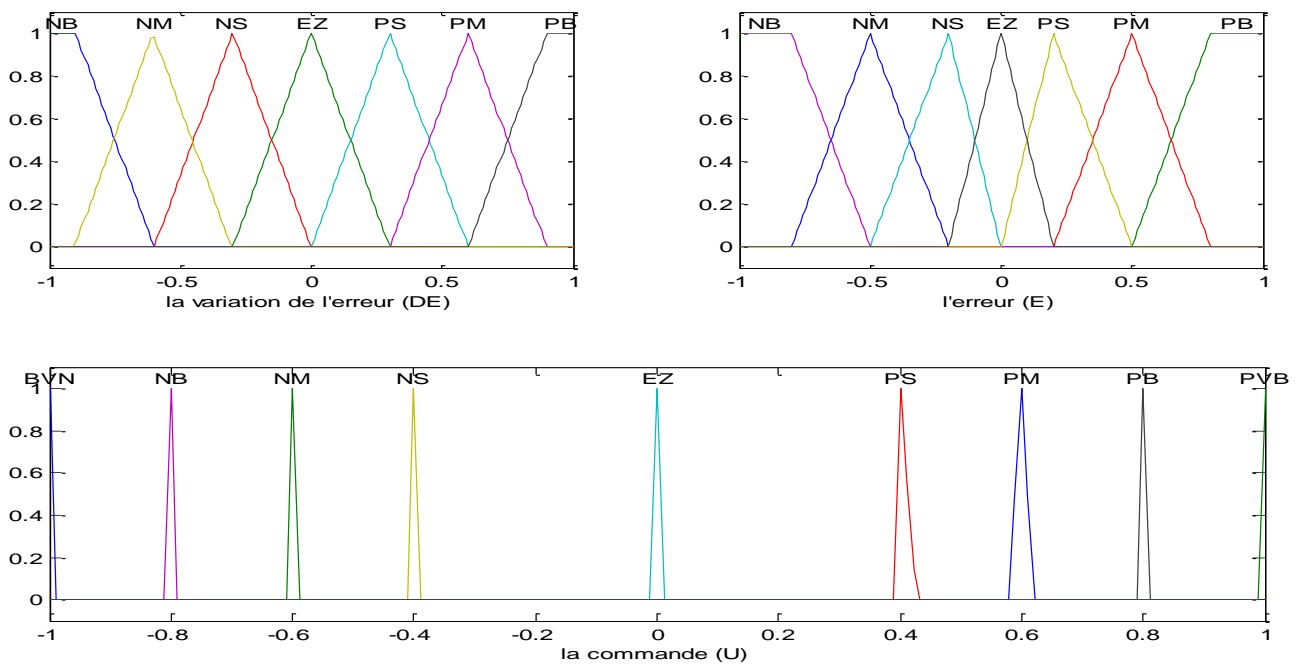 NB NM NS EZ PS PM PB
1
0.8
0.6
0.4
0.2
0
-1 -0.5 0 0.5 1
la variation de l'erreur (DE)
NB NM NS EZ PS PM PB
1
0.8
0.6
0.4
0.2
0
-1 -0.5 0 0.5 1
l'erreur (E)
BVN NB NM NS EZ PS PM PB PVB
1
0.8
0.6
0.4
0.2
0
-1 -0.8 -0.6 -0.4 -0.2 0 0.2 0.4 0.6 0.8 1
la commande (U)